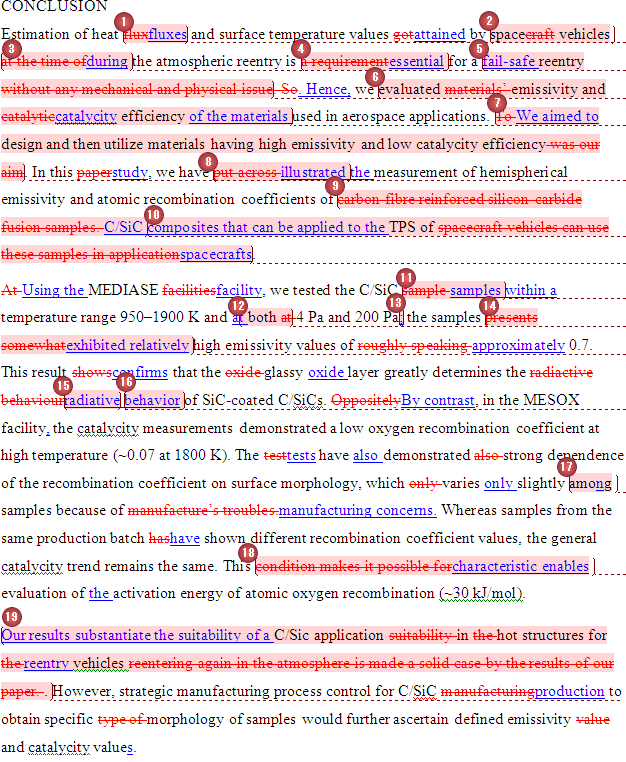 CONCLUSION
1 2
Estimation of heat fluxfluxes and surface temperature values gotattained by spacecraft vehicles
3 4 5
at the time ofduring the atmospheric reentry is a requirementessential for a fail-safe reentry
6
without any mechanical and physical issue. So. Hence, we evaluated materials' emissivity and
7
catalyticcatalycity efficiency of the materials used in aerospace applications. To We aimed to
design and then utilize materials having high emissivity and low catalycity efficiency was our
8
aim. In this paperstudy, we have put across illustrated the measurement of hemispherical
9
emissivity and atomic recombination coefficients of carbon fibre reinforced silicon carbide
10
fusion samples. C/SiC composites that can be applied to the TPS of spacecraft vehicles can use
these samples in applicationspacecrafts.
11
At Using the MEDIASE facilitiesfacility, we tested the C/SiC sample samples within a
12 13 14
temperature range 950–1900 K and at both at 4 Pa and 200 Pa; the samples presents
somewhatexhibited relatively high emissivity values of roughly speaking approximately 0.7.
This result showsconfirms that the oxide glassy oxide layer greatly determines the radiactive
15 16
behaviourradiative behavior of SiC-coated C/SiCs. OppositelyBy contrast, in the MESOX
facility, the catalycity measurements demonstrated a low oxygen recombination coefficient at
high temperature (~0.07 at 1800 K). The testtests have also demonstrated also strong dependence
17
of the recombination coefficient on surface morphology, which only varies only slightly among
samples because of manufacture's troubles.manufacturing concerns. Whereas samples from the
same production batch hashave shown different recombination coefficient values, the general
18
catalycity trend remains the same. This condition makes it possible forcharacteristic enables
evaluation of the activation energy of atomic oxygen recombination (~30 kJ/mol).
19
Our results substantiate the suitability of a C/Sic application suitability in the hot structures for
the reentry vehicles reentering again in the atmosphere is made a solid case by the results of our
paper. . However, strategic manufacturing process control for C/SiC manufacturingproduction to
obtain specific type of morphology of samples would further ascertain defined emissivity value
and catalycity values.